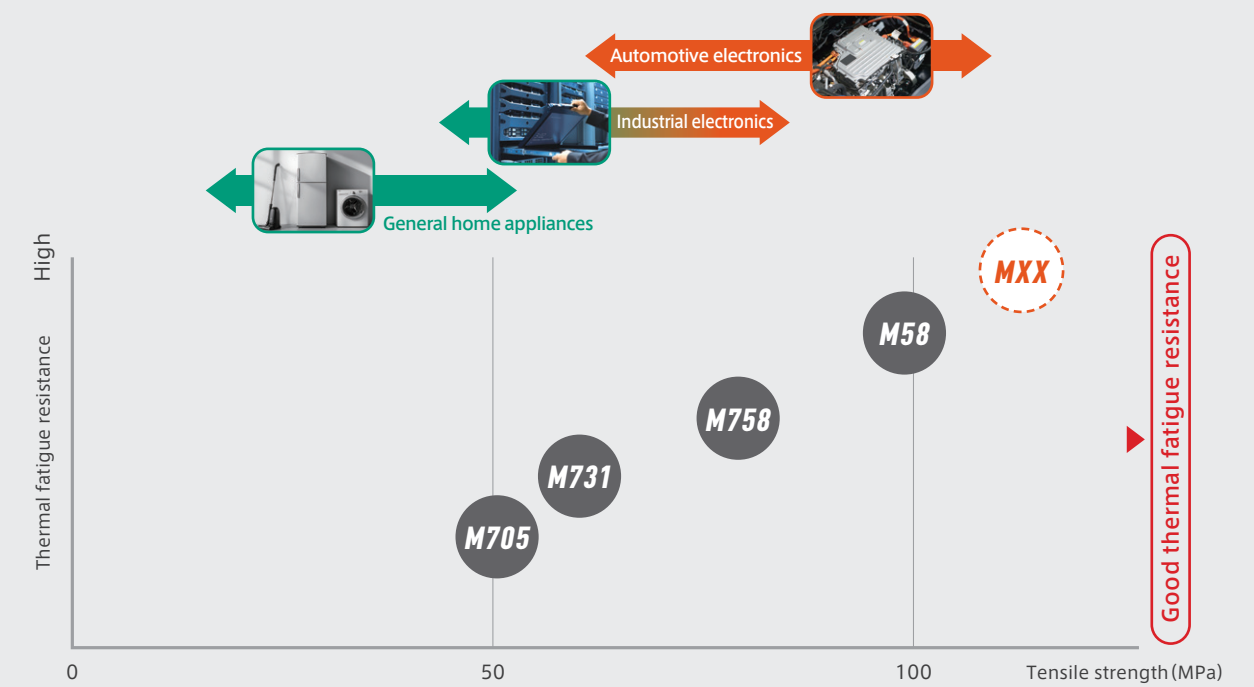 Automotive electronics
Industrial electronics
General home appliances
High
Thermal fatigue resistance
MXX
M58
M758
M731
M705
Good thermal fatigue resistance
0
50
100
Tensile strength (MPa)